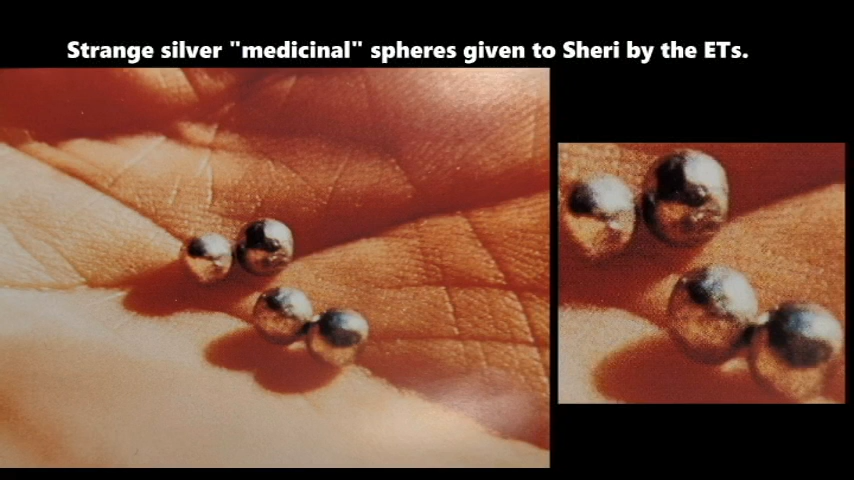 Strange silver "medicinal" spheres given to Sheri by the ETs.